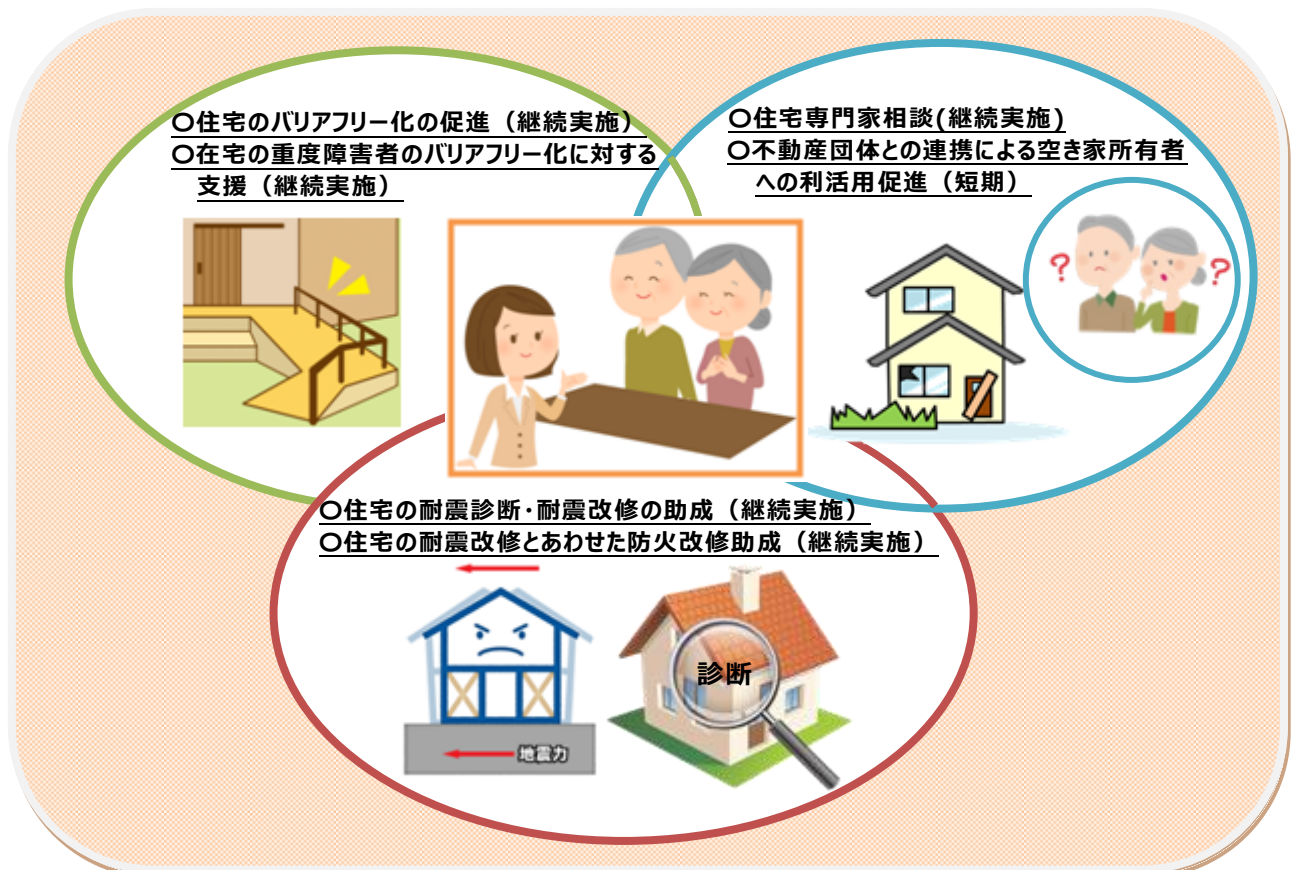 〇住宅のバリアフリー化の促進（継続実施）
〇在宅の重度障害者のバリアフリー化に対する
支援（継続実施）
〇住宅専門家相談(継続実施)
〇不動産団体との連携による空き家所有者
への利活用促進（短期）
?
?
〇住宅の耐震診断・耐震改修の助成（継続実施）
〇住宅の耐震改修とあわせた防火改修助成（継続実施）
診断
地震力